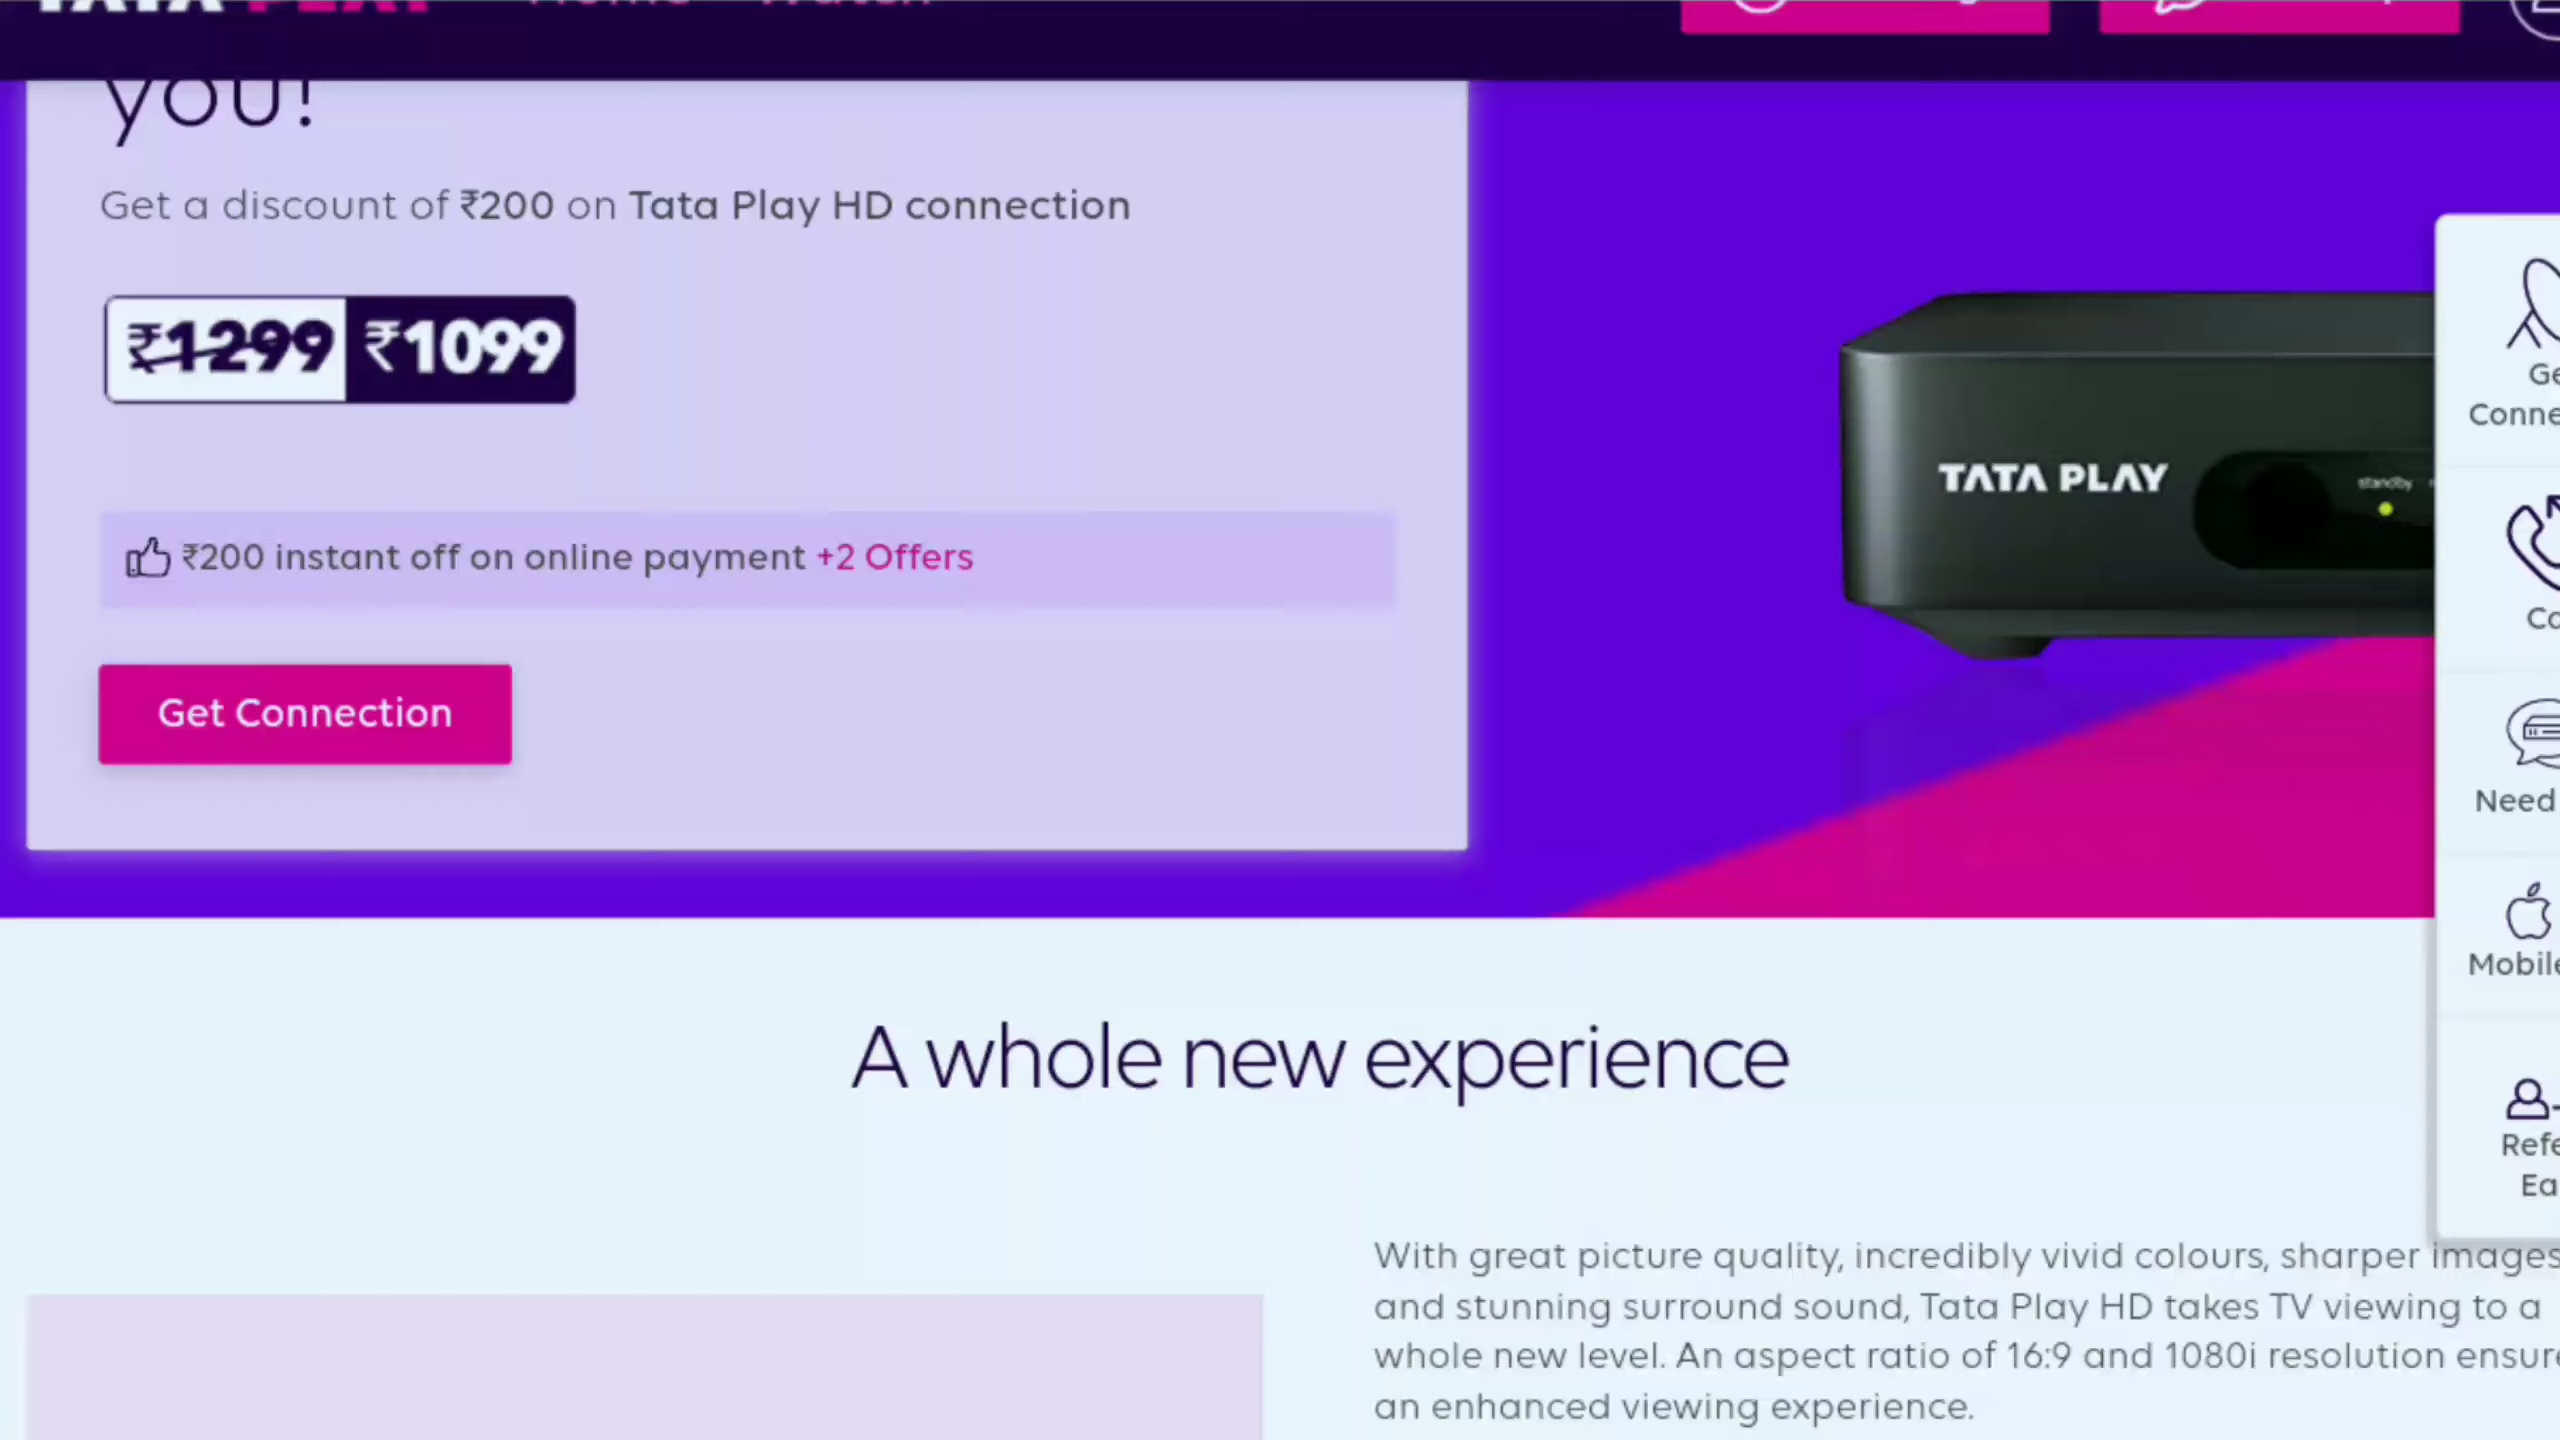 TATA PLAY
you!
Get a discount of ₹200 on Tata Play HD connection
₹1299 ₹1099
₹200 instant off on online payment +2 Offers
Get Connection
TATA PLAY
standby
A whole new experience
With great picture quality, incredibly vivid colours, sharper images
and stunning surround sound, Tata Play HD takes TV viewing to a
whole new level. An aspect ratio of 16:9 and 1080i resolution
an enhanced viewing experience.
Need